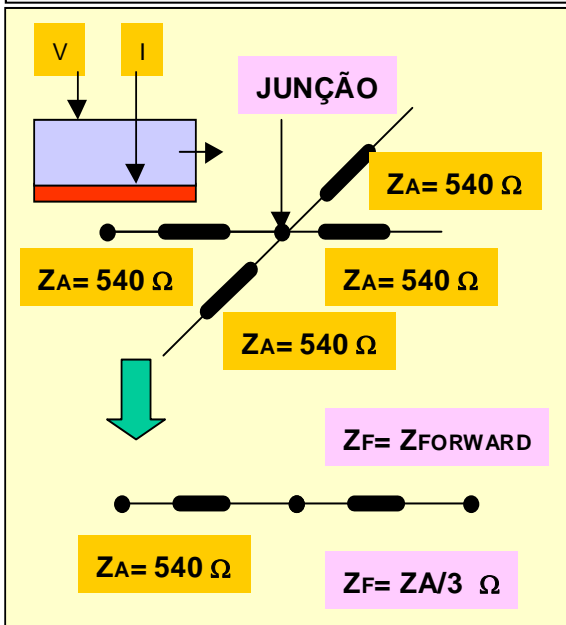 V I
JUNÇÃO
ZA= 540 Ω
ZA= 540 Ω
ZA= 540 Ω
ZA= 540 Ω
ZF= ZFORWARD
ZA= 540 Ω
ZF= ZA/3 Ω